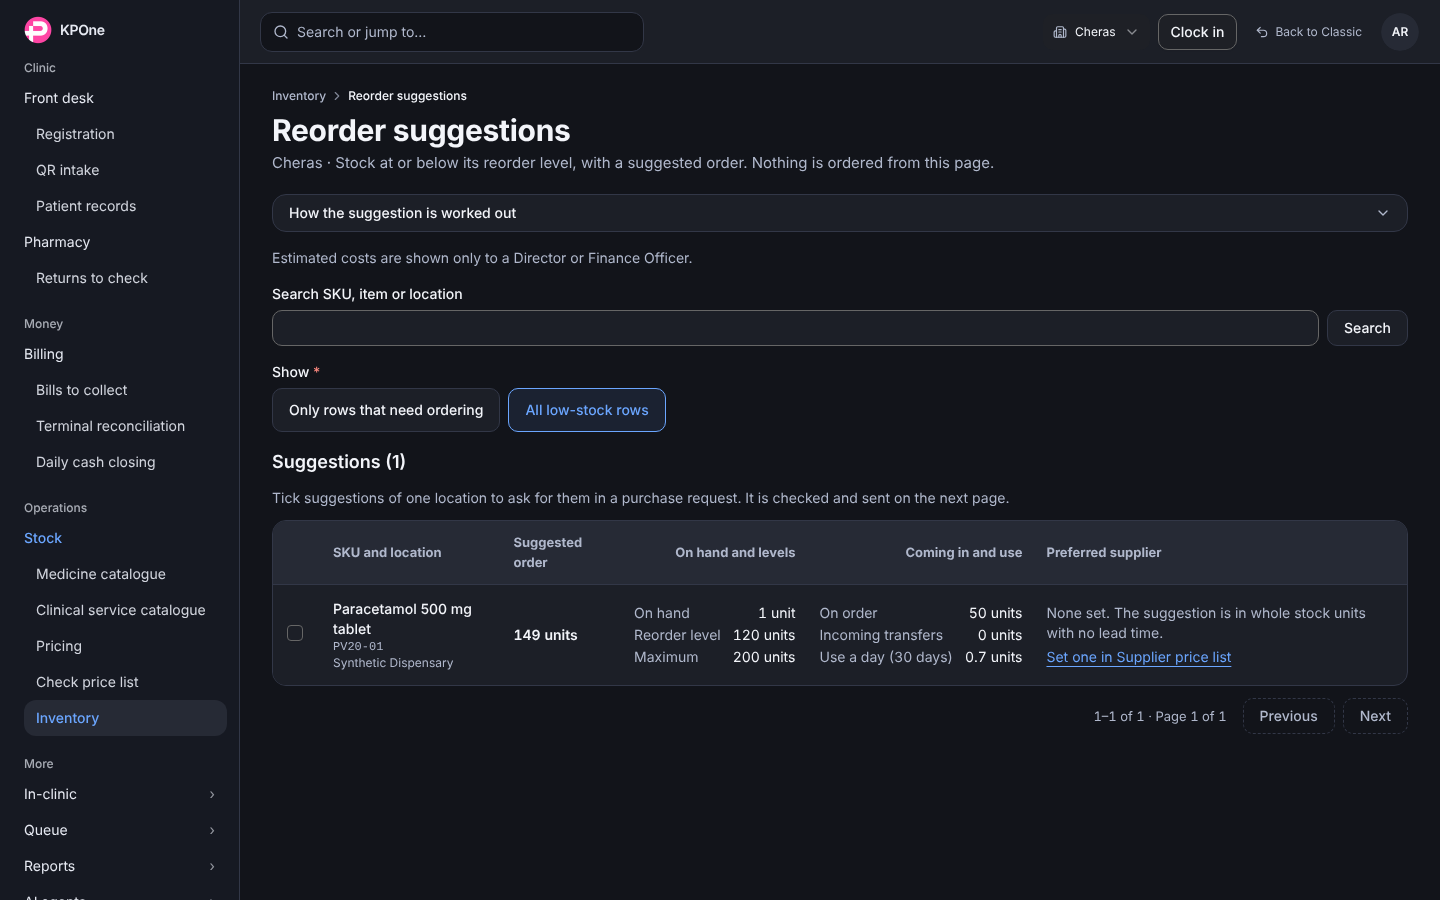 KPOne
Search or jump to...
Cheras
Clock in
Back to Classic
AR
Clinic
Front desk
Registration
QR intake
Patient records
Pharmacy
Returns to check
Money
Billing
Bills to collect
Terminal reconciliation
Daily cash closing
Operations
Stock
Medicine catalogue
Clinical service catalogue
Pricing
Check price list
Inventory
More
In-clinic
Queue
Reports
Inventory > Reorder suggestions
Reorder suggestions
Cheras · Stock at or below its reorder level, with a suggested order. Nothing is ordered from this page.
How the suggestion is worked out
Estimated costs are shown only to a Director or Finance Officer.
Search SKU, item or location
Search
Show *
Only rows that need ordering
All low-stock rows
Suggestions (1)
Tick suggestions of one location to ask for them in a purchase request. It is checked and sent on the next page.
SKU and location
Suggested
order
On hand and levels
Coming in and use
Preferred supplier
Paracetamol 500 mg
tablet
PV20-01
Synthetic Dispensary
149 units
On hand 1 unit
Reorder level 120 units
Maximum 200 units
On order 50 units
Incoming transfers 0 units
Use a day (30 days) 0.7 units
None set. The suggestion is in whole stock units
with no lead time.
Set one in Supplier price list
1–1 of 1 · Page 1 of 1
Previous
Next